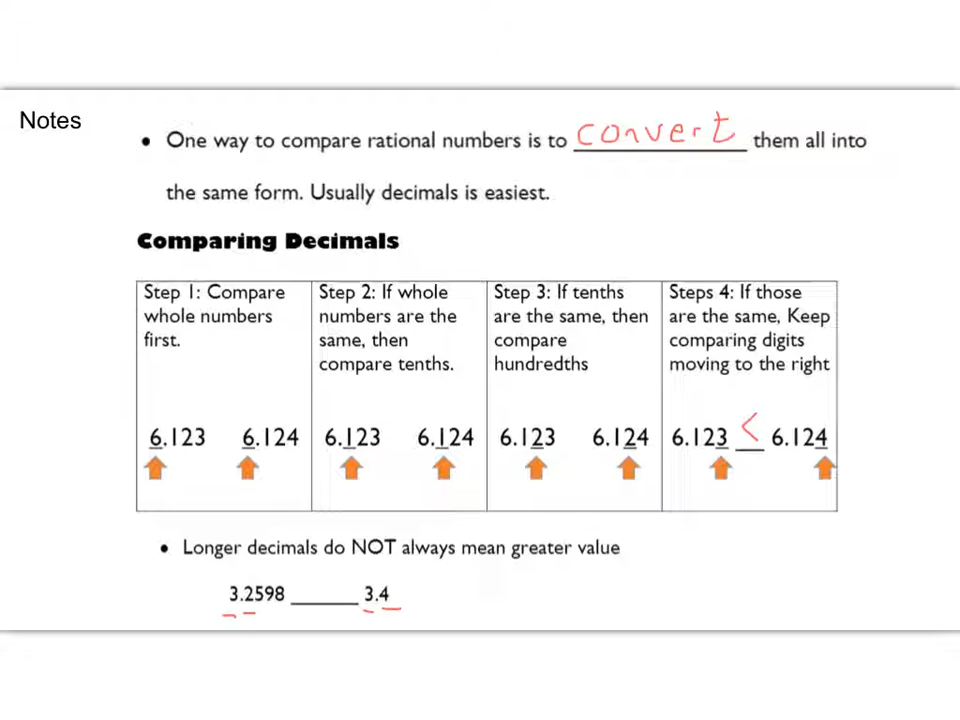 Notes
• One way to compare rational numbers is to convert them all into
the same form. Usually decimals is easiest.
Comparing Decimals
Step 1: Compare
whole numbers
first.
6.123 6.124
Step 2: If whole
numbers are the
same, then
compare tenths.
6.123 6.124
Step 3: If tenths
are the same, then
compare
hundredths
6.123 6.124
Steps 4: If those
are the same, Keep
comparing digits
moving to the right
6.123 < 6.124
• Longer decimals do NOT always mean greater value
3.2598 ______ 3.4